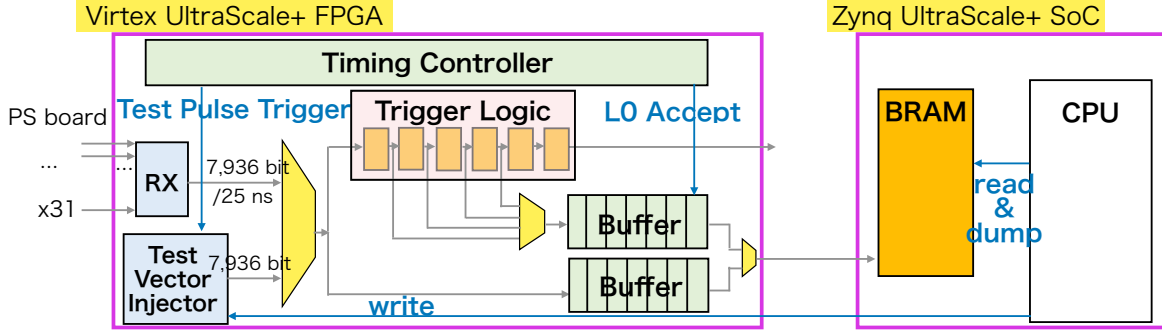 Virtex UltraScale+ FPGA
Zynq UltraScale+ SoC
Timing Controller
Test Pulse Trigger
Trigger Logic
L0 Accept
PS board
...
...
x31
RX
7,936 bit
/25 ns
Test
Vector
Injector
7,936 bit
Buffer
Buffer
write
BRAM
CPU
read
&
dump